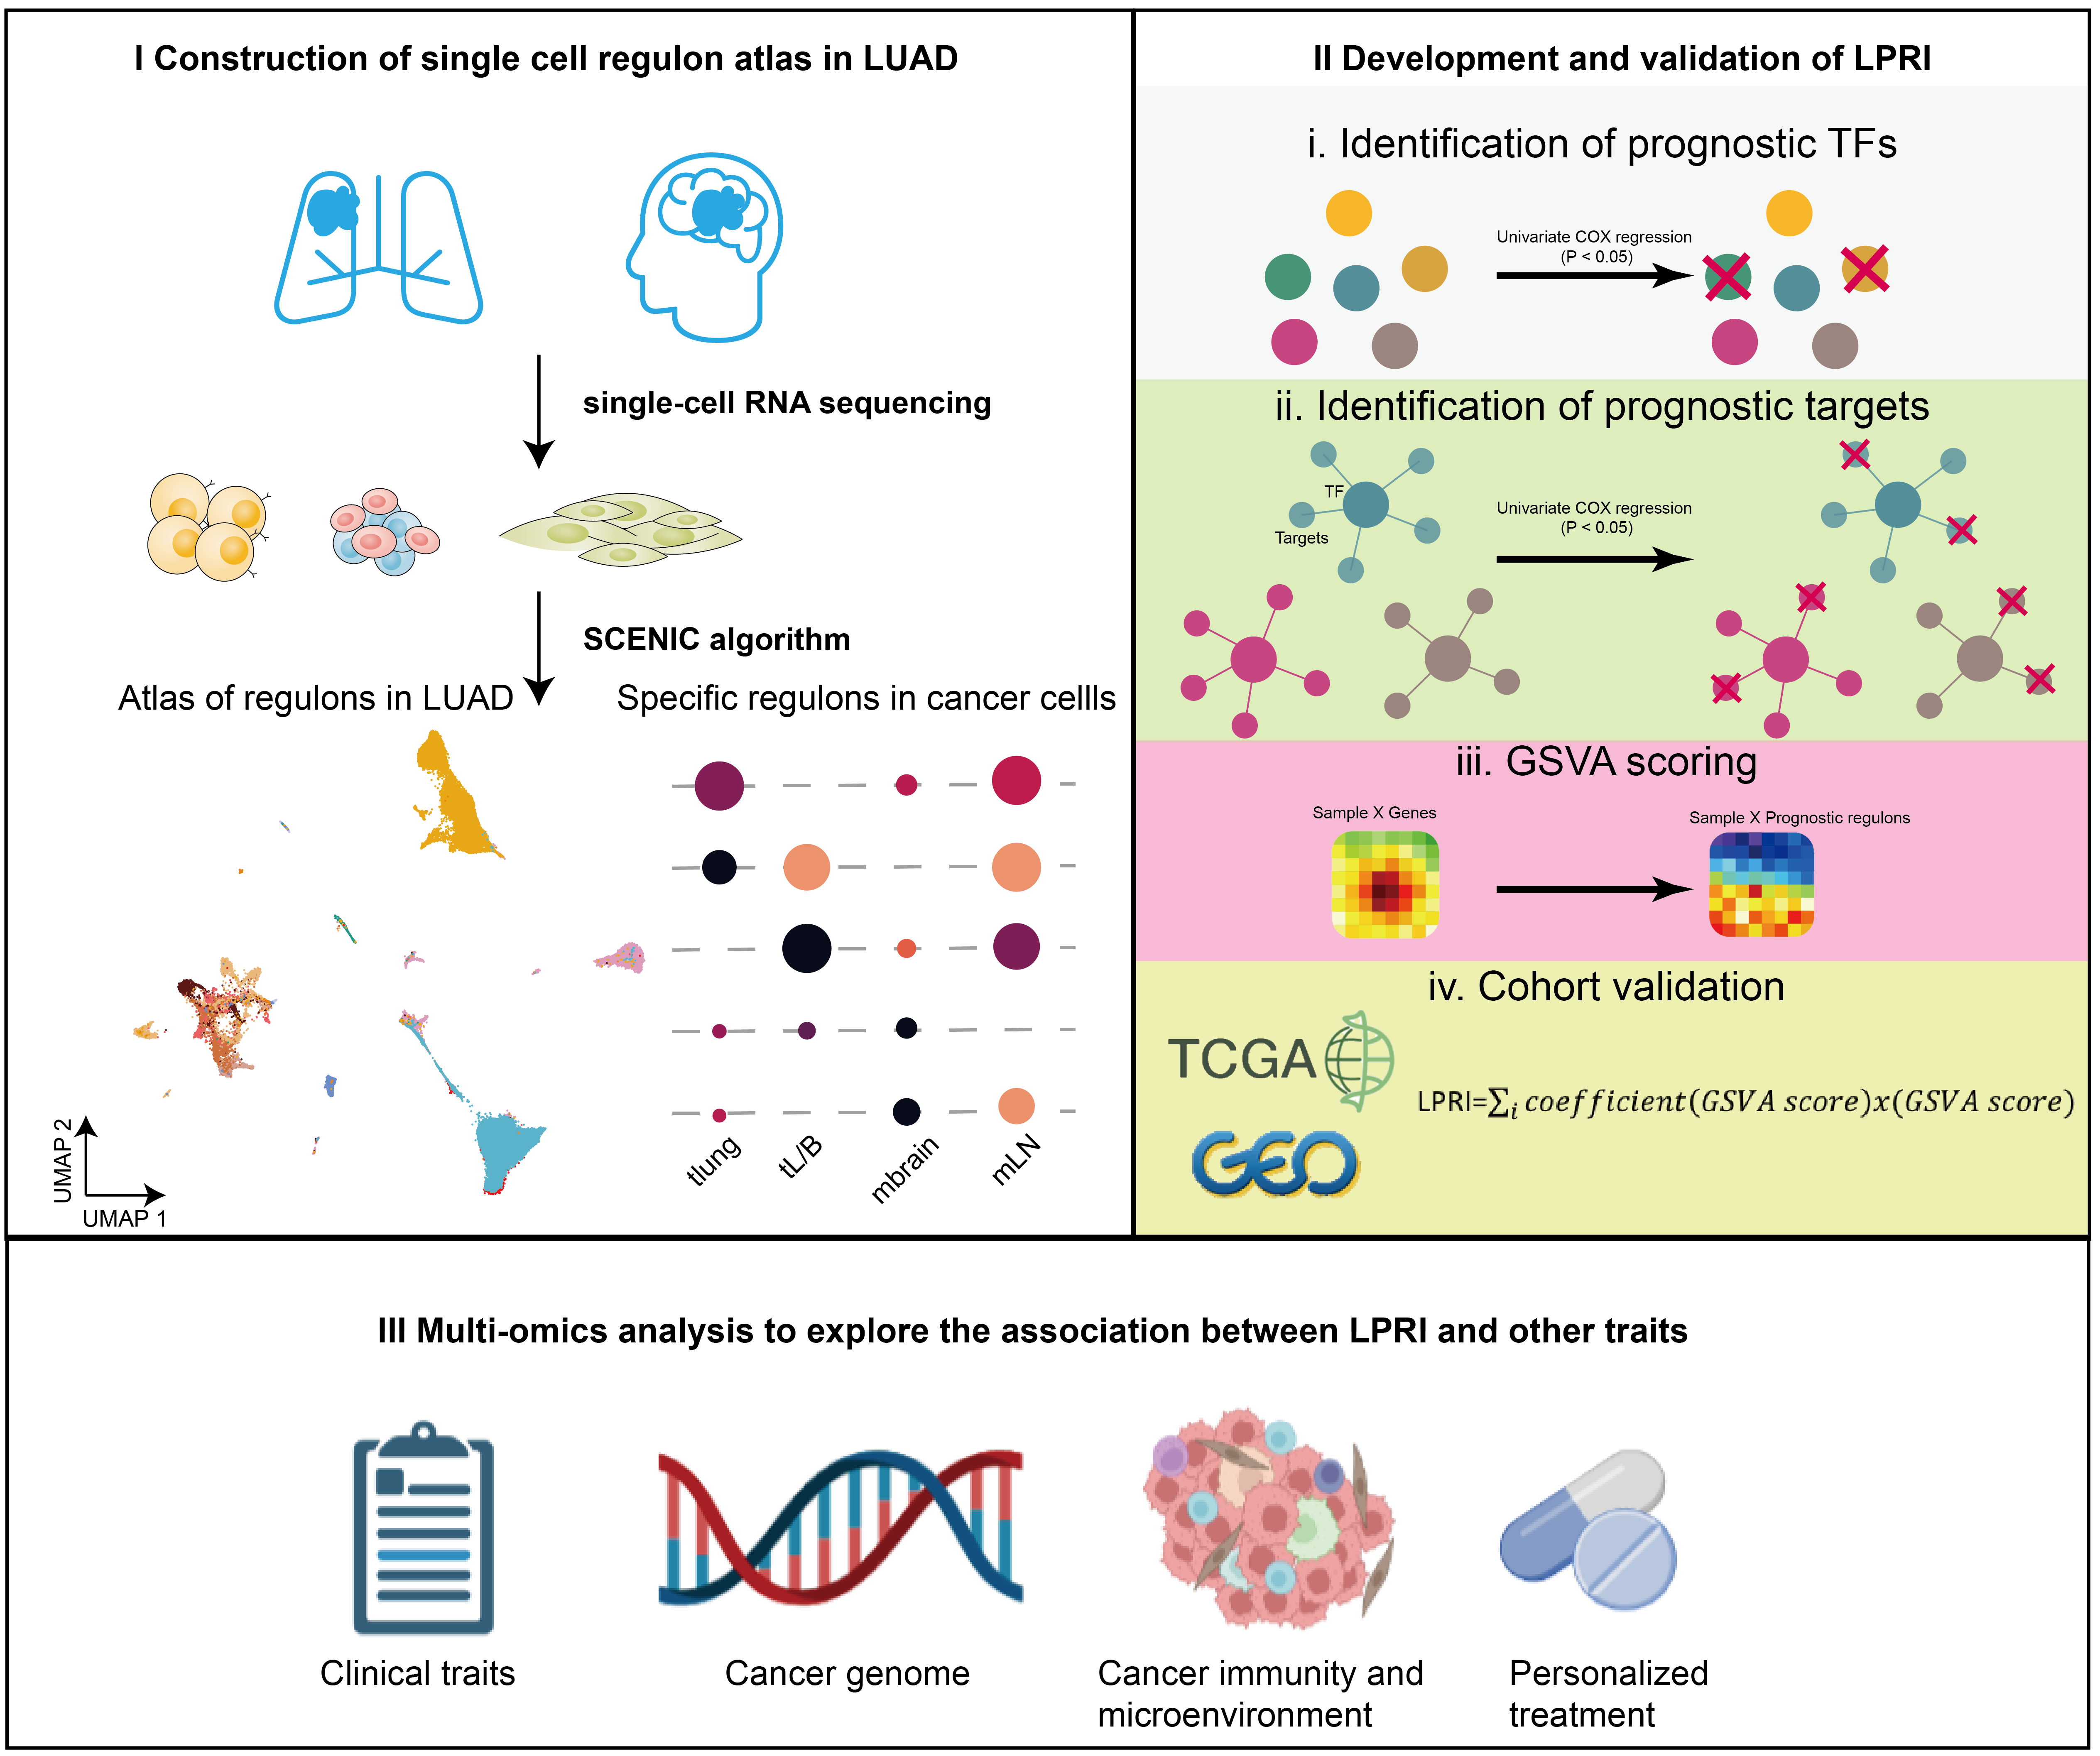 I Construction of single cell regulon atlas in LUAD
single-cell RNA sequencing
SCENIC algorithm
Atlas of regulons in LUAD
Specific regulons in cancer cellls
UMAP 2
UMAP 1
tlung
tL/B
mbrain
mLN
II Development and validation of LPRI
i. Identification of prognostic TFs
Univariate COX regression
(P < 0.05)
ii. Identification of prognostic targets
TF
Targets
Univariate COX regression
(P < 0.05)
iii. GSVA scoring
Sample X Genes
Sample X Prognostic regulons
iv. Cohort validation
TCGA
LPRI=∑i coefficient(GSVA score)x(GSVA score)
GEO
III Multi-omics analysis to explore the association between LPRI and other traits
Clinical traits
Cancer genome
Cancer immunity and
microenvironment
Personalized
treatment